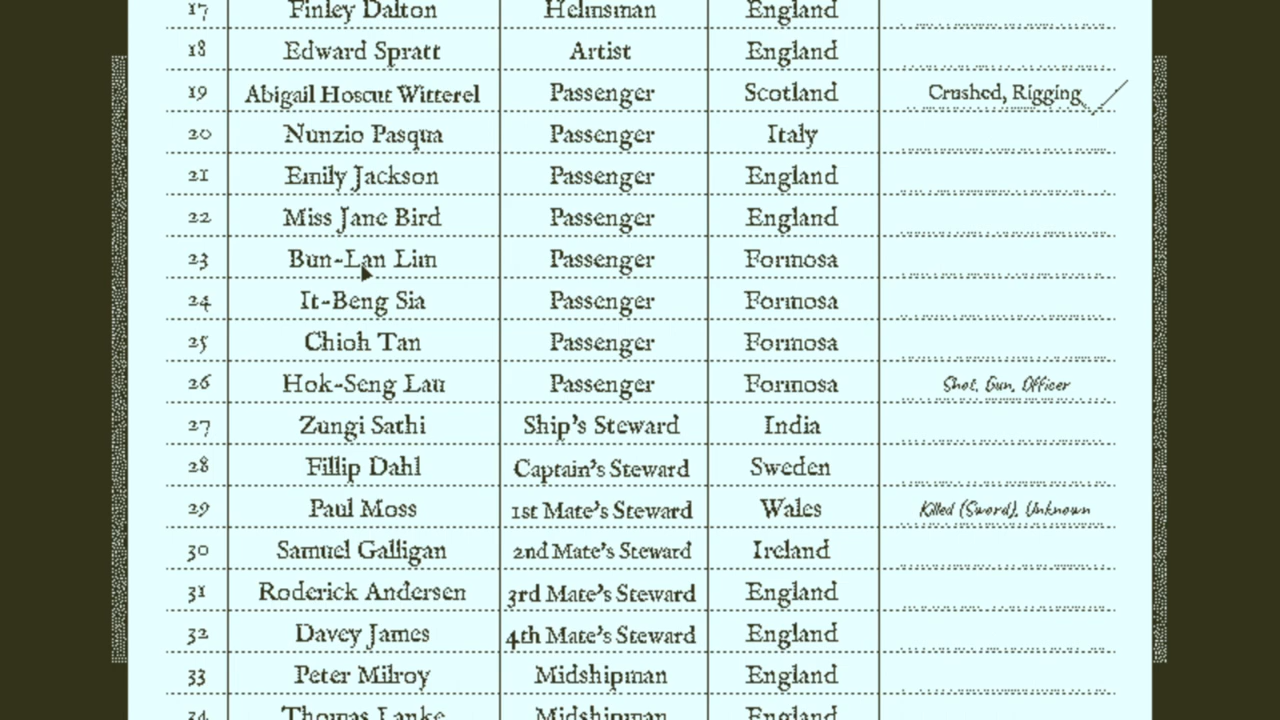 17 Finley Dalton Helmsman England
18 Edward Spratt Artist England
19 Abigail Hoscut Witterel Passenger Scotland Crushed, Rigging
20 Nunzio Pasqua Passenger Italy
21 Emily Jackson Passenger England
22 Miss Jane Bird Passenger England
23 Bun-Lan Lim Passenger Formosa
24 It-Beng Sia Passenger Formosa
25 Chioh Tan Passenger Formosa
26 Hok-Seng Lau Passenger Formosa Shot, Gun, Officer
27 Zungi Sathi Ship's Steward India
28 Fillip Dahl Captain's Steward Sweden
29 Paul Moss 1st Mate's Steward Wales Killed (Sword), Unknown
30 Samuel Galligan 2nd Mate's Steward Ireland
31 Roderick Andersen 3rd Mate's Steward England
32 Davey James 4th Mate's Steward England
33 Peter Milroy Midshipman England
34 Thomas Lanke Midshipman England